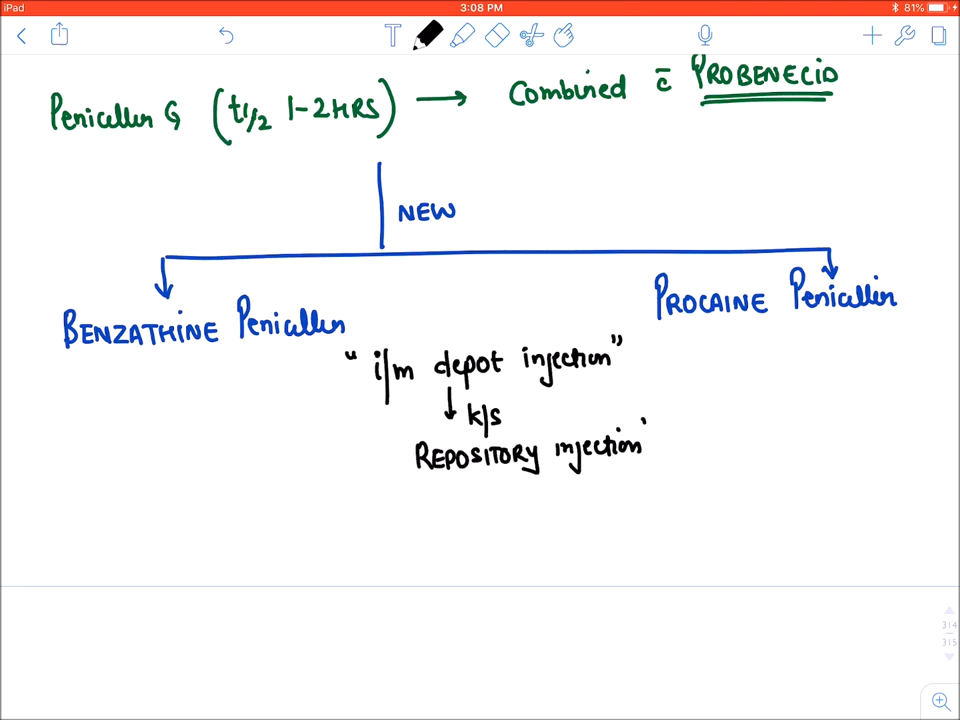 iPad
3:08 PM
81%
T
Penicillin G (t1/2 1-2HRS) → Combined c̄ PROBENECID
NEW
BENZATHINE Penicillin
PROCAINE Penicillin
" i/m depot injection"
↓ k/s
REPOSITORY injection'
314
315